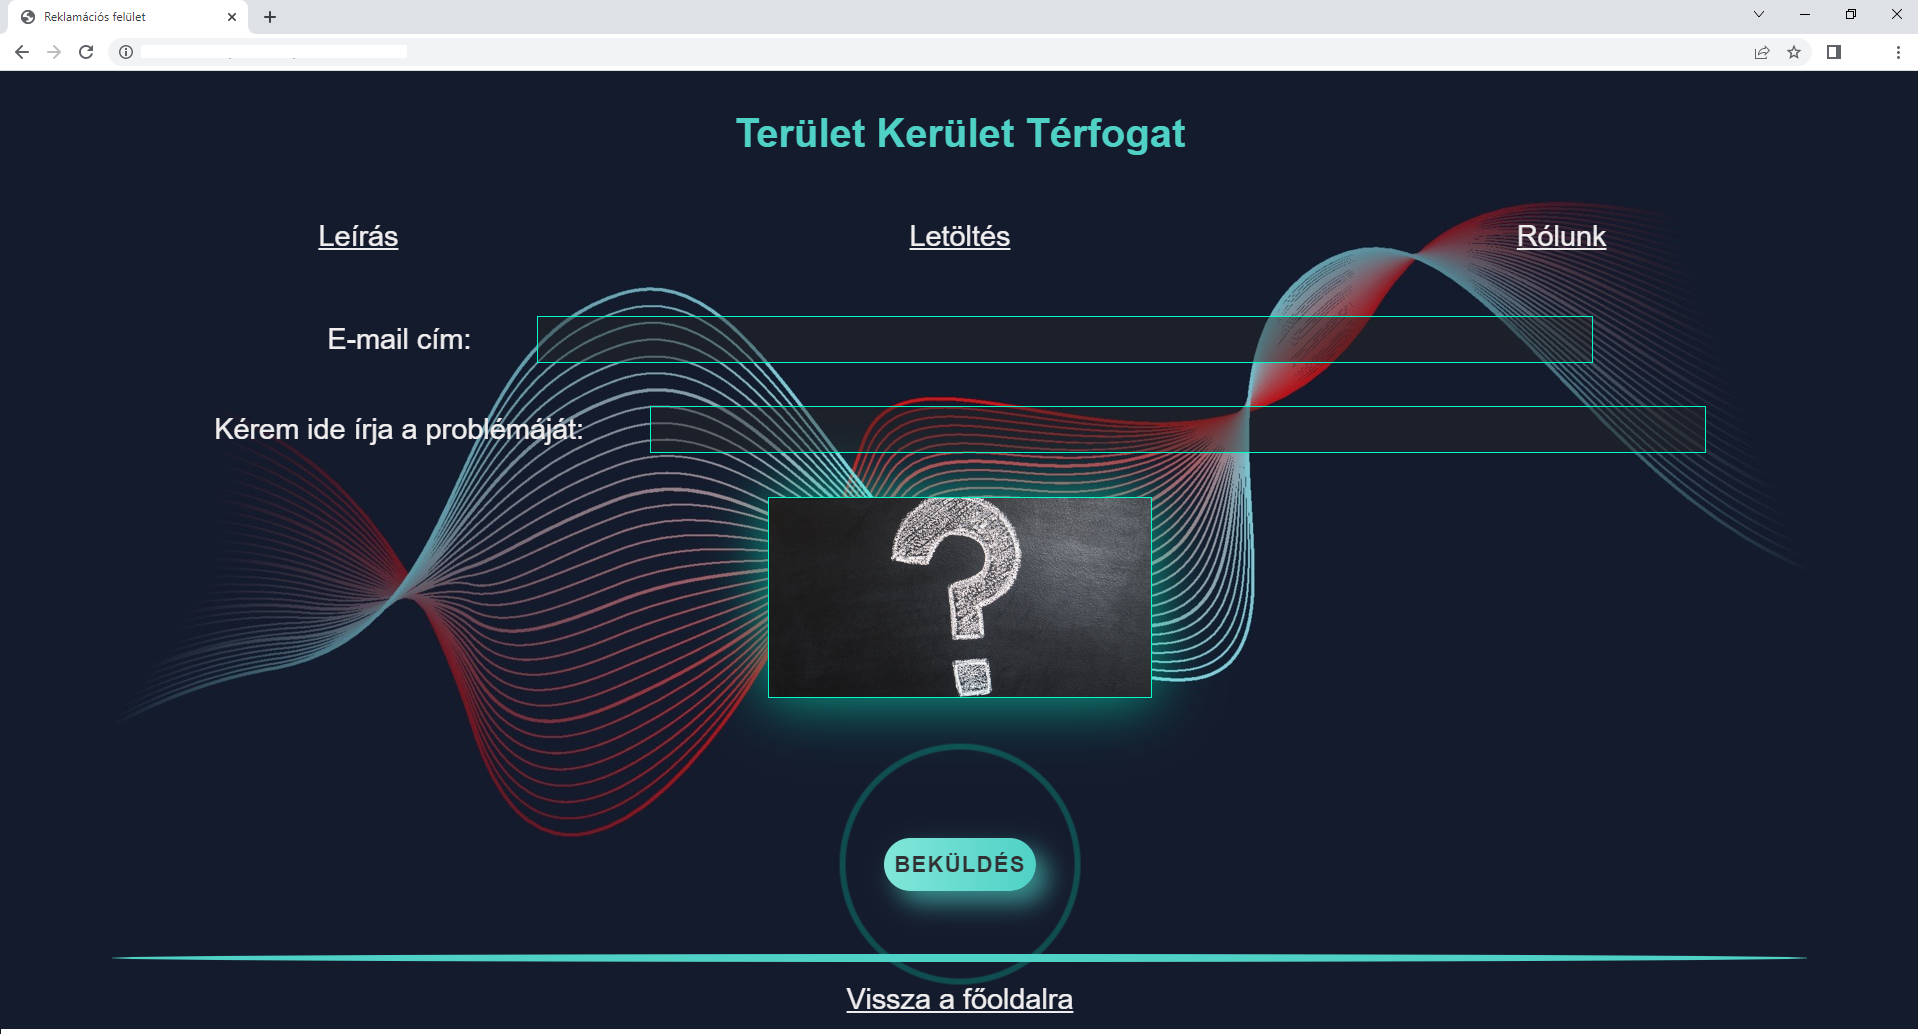 Reklamációs felület
Terület Kerület Térfogat
Leírás Letöltés Rólunk
E-mail cím:
Kérem ide írja a problémáját:
?
BEKÜLDÉS
Vissza a főoldalra